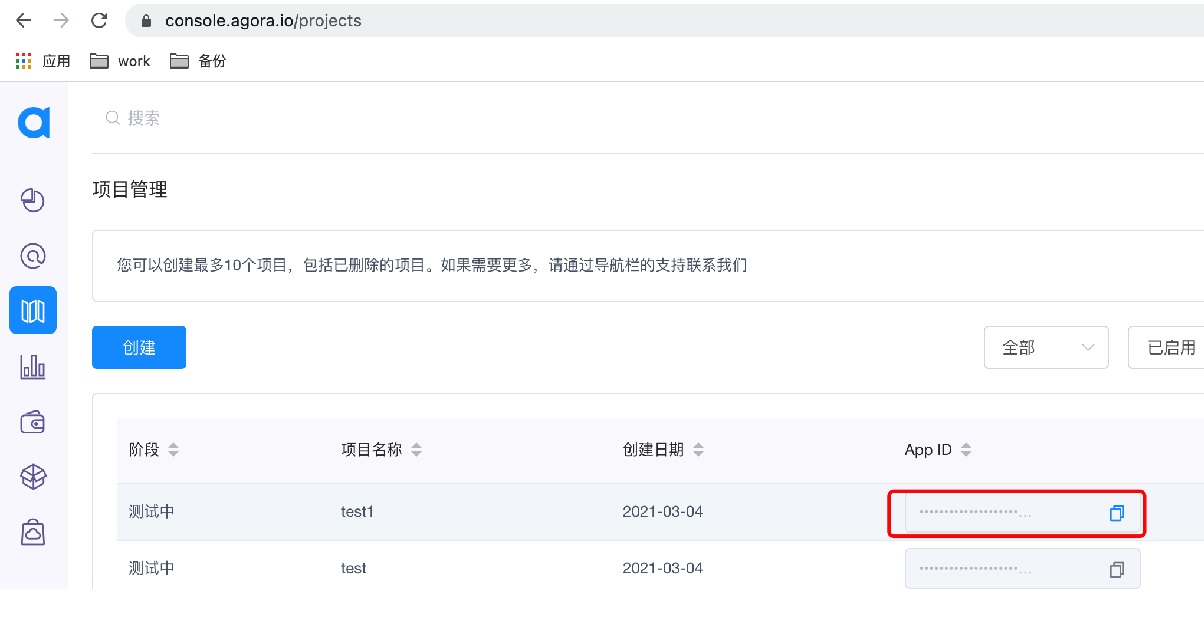 console.agora.io/projects
应用 work 备份
搜索
项目管理
您可以创建最多10个项目，包括已删除的项目。如果需要更多，请通过导航栏的支持联系我们
创建 全部 已启用
阶段 项目名称 创建日期 App ID
测试中 test1 2021-03-04 ••••••••••••••••••••...
测试中 test 2021-03-04 ••••••••••••••••••••...